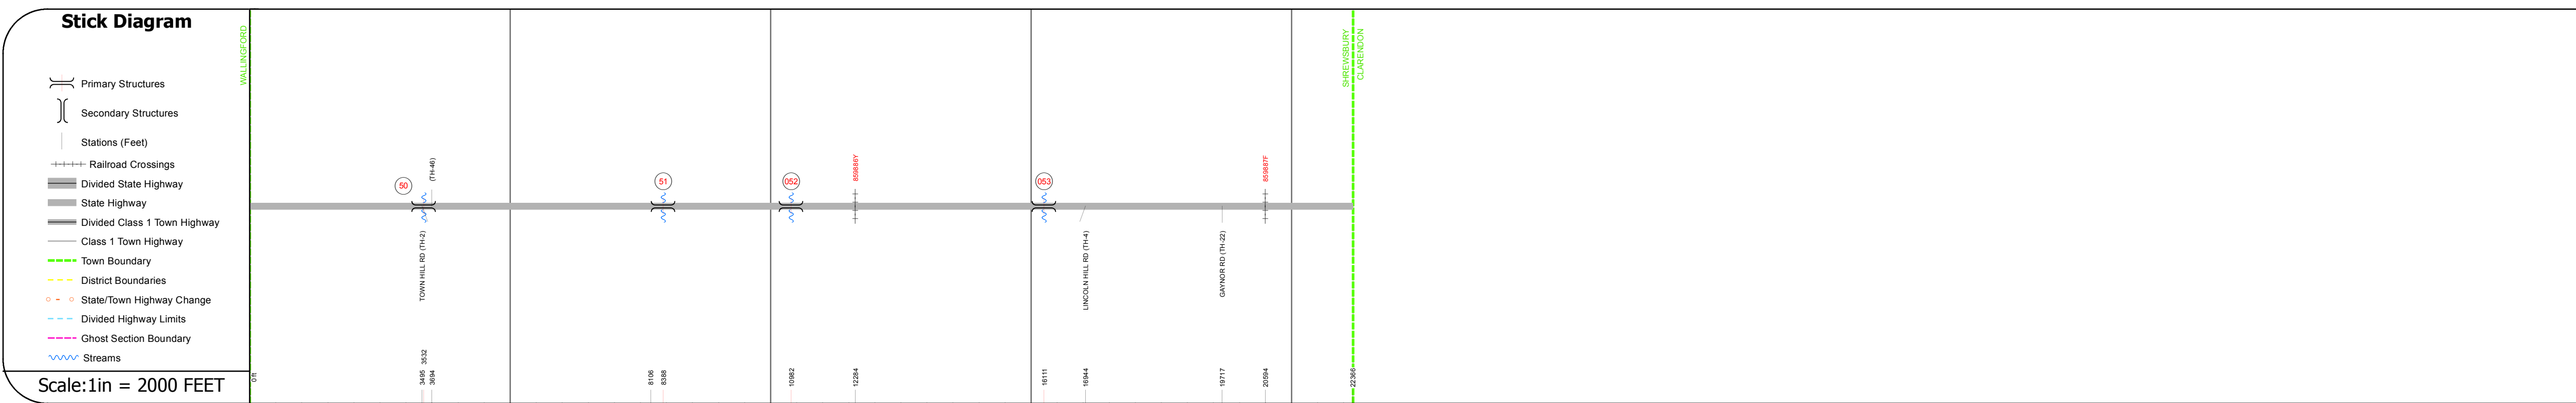 Stick Diagram
Primary Structures
Secondary Structures
Stations (Feet)
Railroad Crossings
Divided State Highway
State Highway
Divided Class 1 Town Highway
Class 1 Town Highway
Town Boundary
District Boundaries
State/Town Highway Change
Divided Highway Limits
Ghost Section Boundary
Streams
Scale:1in = 2000 FEET
WALLINGFORD
SHREWSBURY
CLARENDON
50
(TH-46)
51
052
859886Y
053
859887F
TOWN HILL RD (TH-2)
LINCOLN HILL RD (TH-4)
GAYNOR RD (TH-22)
0 ft
3495
3532
3694
8106
8388
10982
12284
16111
16944
19717
20594
22366